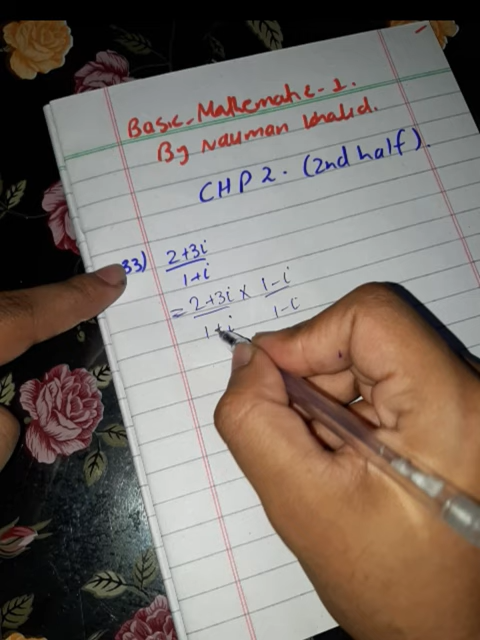 Basic-Mathematic-1.
By Nauman Khalid.
CHP 2. (2nd half).
33) 2+3i
1+i
= 2+3i × 1-i
1+i 1-i